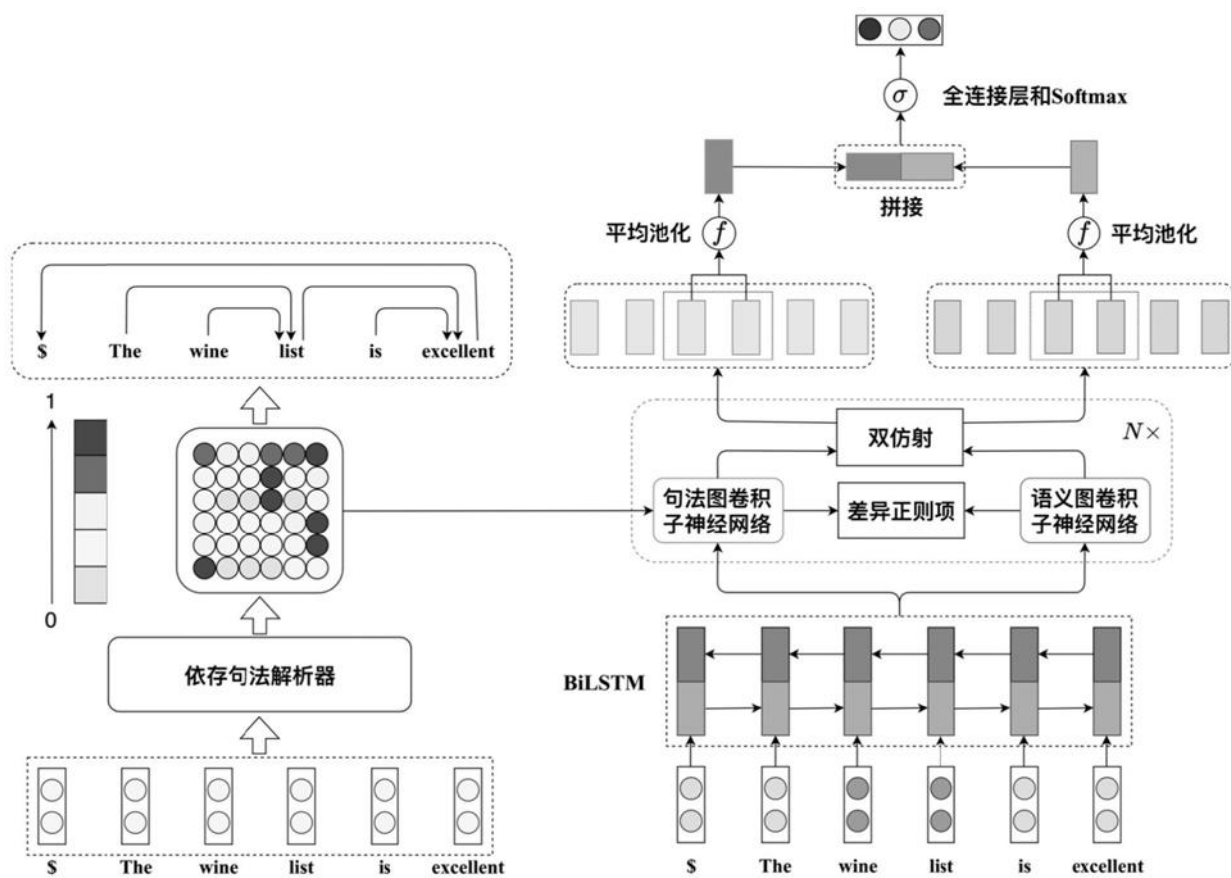 σ
全连接层和Softmax
拼接
平均池化
f
f
平均池化
$ The wine list is excellent
1
0
双仿射
N×
句法图卷积
子神经网络
差异正则项
语义图卷积
子神经网络
依存句法解析器
BiLSTM
$ The wine list is excellent
$ The wine list is excellent